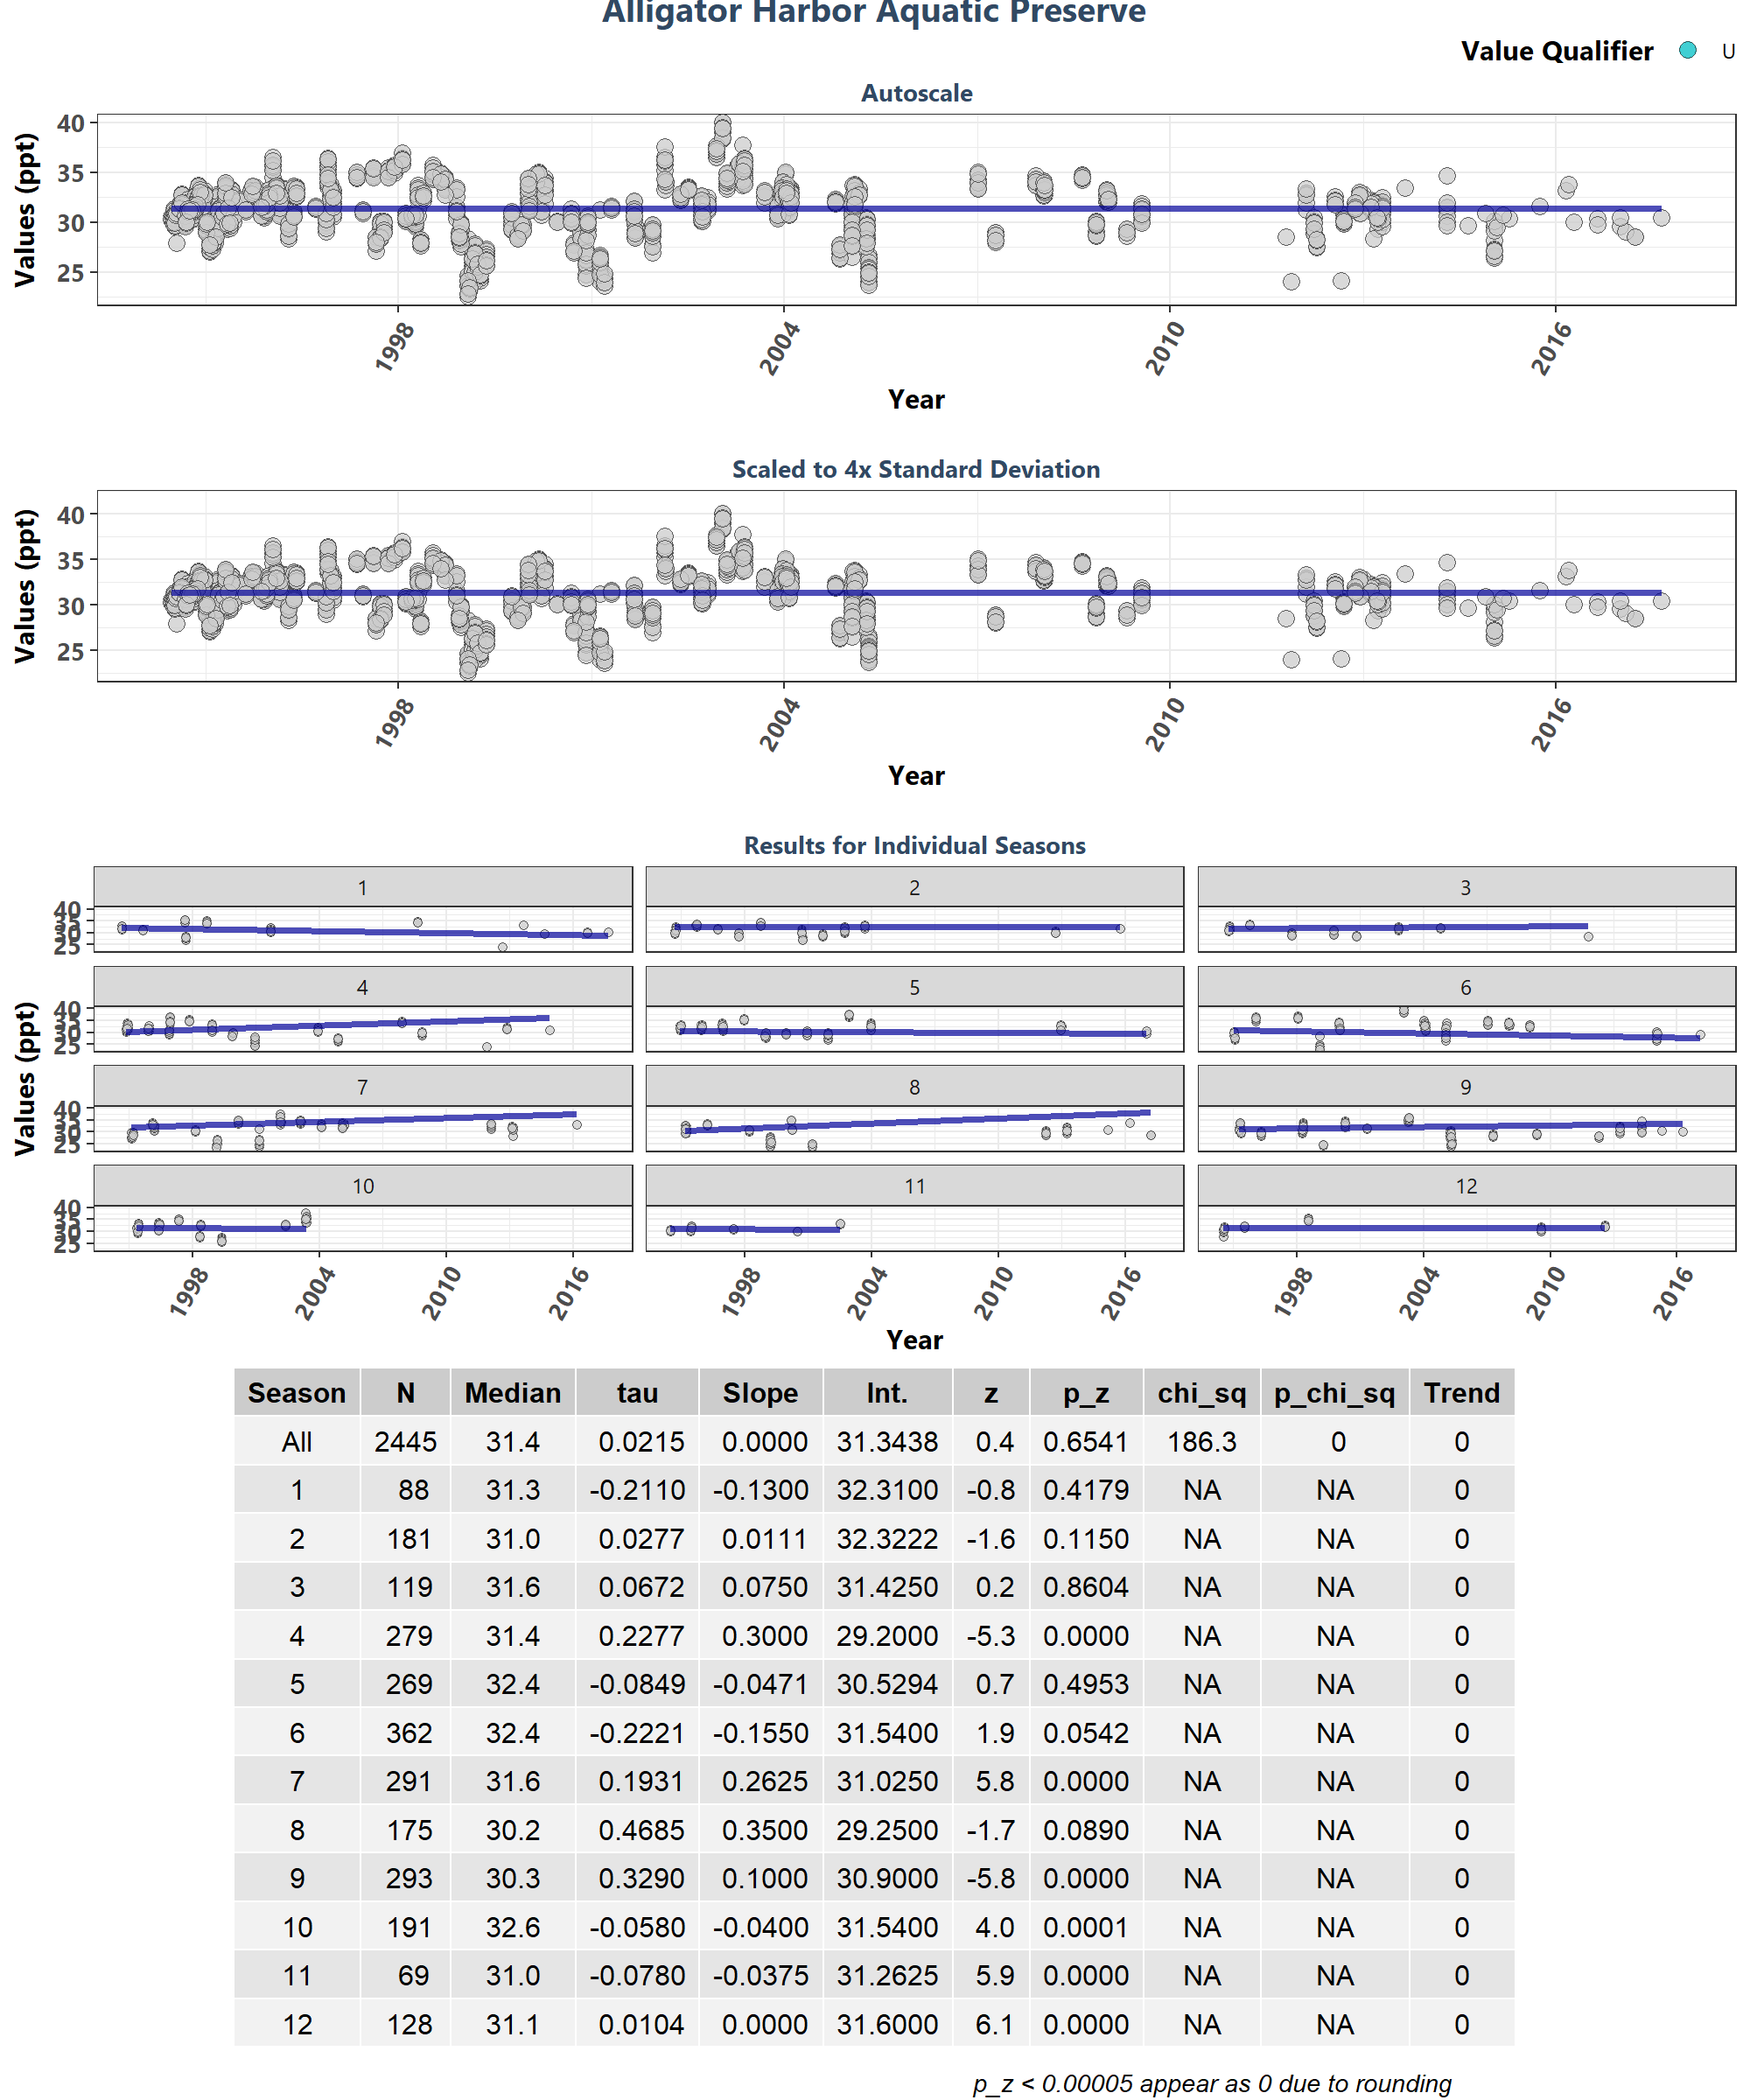 Alligator Harbor Aquatic Preserve
Value Qualifier U
Autoscale
Values (ppt)
40
35
30
25
1998 2004 2010 2016
Year
Scaled to 4x Standard Deviation
Values (ppt)
40
35
30
25
1998 2004 2010 2016
Year
Results for Individual Seasons
Values (ppt)
1 2 3
40
35
30
25
4 5 6
40
35
30
25
7 8 9
40
35
30
25
10 11 12
40
35
30
25
1998 2004 2010 2016 1998 2004 2010 2016 1998 2004 2010 2016
Year
Season N Median tau Slope Int. z p_z chi_sq p_chi_sq Trend
All 2445 31.4 0.0215 0.0000 31.3438 0.4 0.6541 186.3 0 0
1 88 31.3 -0.2110 -0.1300 32.3100 -0.8 0.4179 NA NA 0
2 181 31.0 0.0277 0.0111 32.3222 -1.6 0.1150 NA NA 0
3 119 31.6 0.0672 0.0750 31.4250 0.2 0.8604 NA NA 0
4 279 31.4 0.2277 0.3000 29.2000 -5.3 0.0000 NA NA 0
5 269 32.4 -0.0849 -0.0471 30.5294 0.7 0.4953 NA NA 0
6 362 32.4 -0.2221 -0.1550 31.5400 1.9 0.0542 NA NA 0
7 291 31.6 0.1931 0.2625 31.0250 5.8 0.0000 NA NA 0
8 175 30.2 0.4685 0.3500 29.2500 -1.7 0.0890 NA NA 0
9 293 30.3 0.3290 0.1000 30.9000 -5.8 0.0000 NA NA 0
10 191 32.6 -0.0580 -0.0400 31.5400 4.0 0.0001 NA NA 0
11 69 31.0 -0.0780 -0.0375 31.2625 5.9 0.0000 NA NA 0
12 128 31.1 0.0104 0.0000 31.6000 6.1 0.0000 NA NA 0
p_z < 0.00005 appear as 0 due to rounding